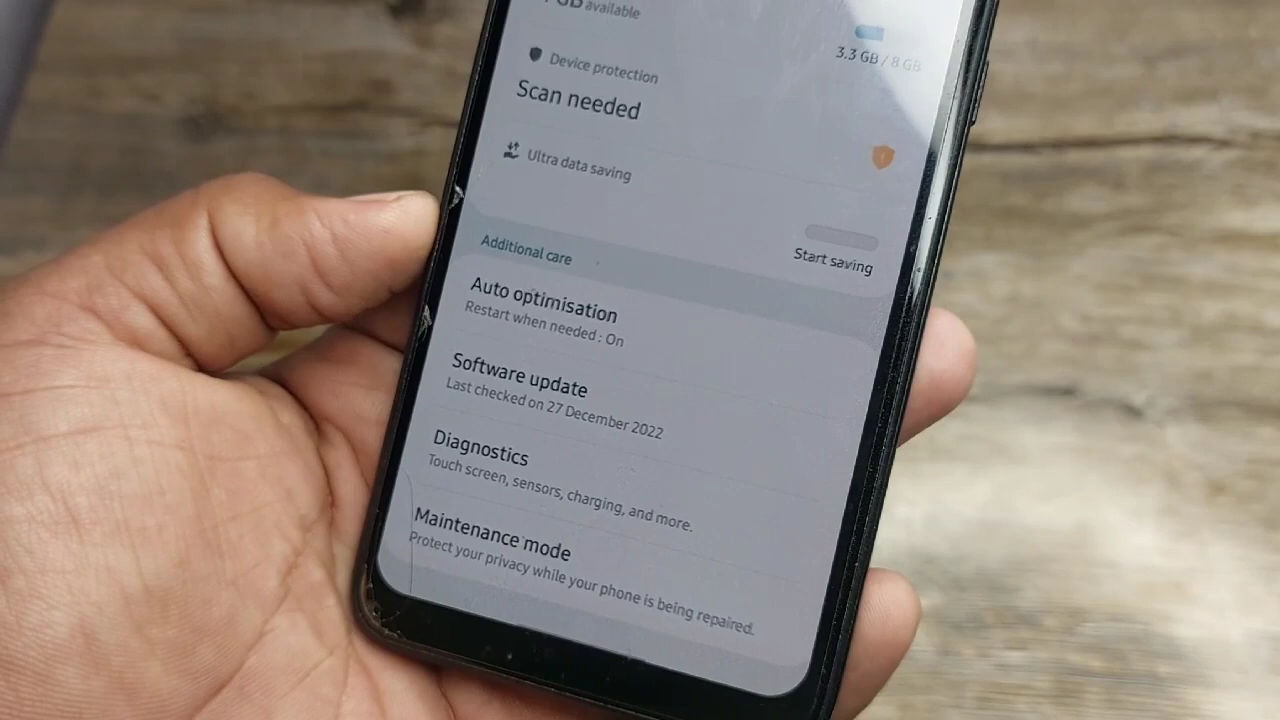 GB available
3.3 GB / 8 GB
Device protection
Scan needed
Ultra data saving
Start saving
Additional care
Auto optimisation
Restart when needed : On
Software update
Last checked on 27 December 2022
Diagnostics
Touch screen, sensors, charging, and more.
Maintenance mode
Protect your privacy while your phone is being repaired.